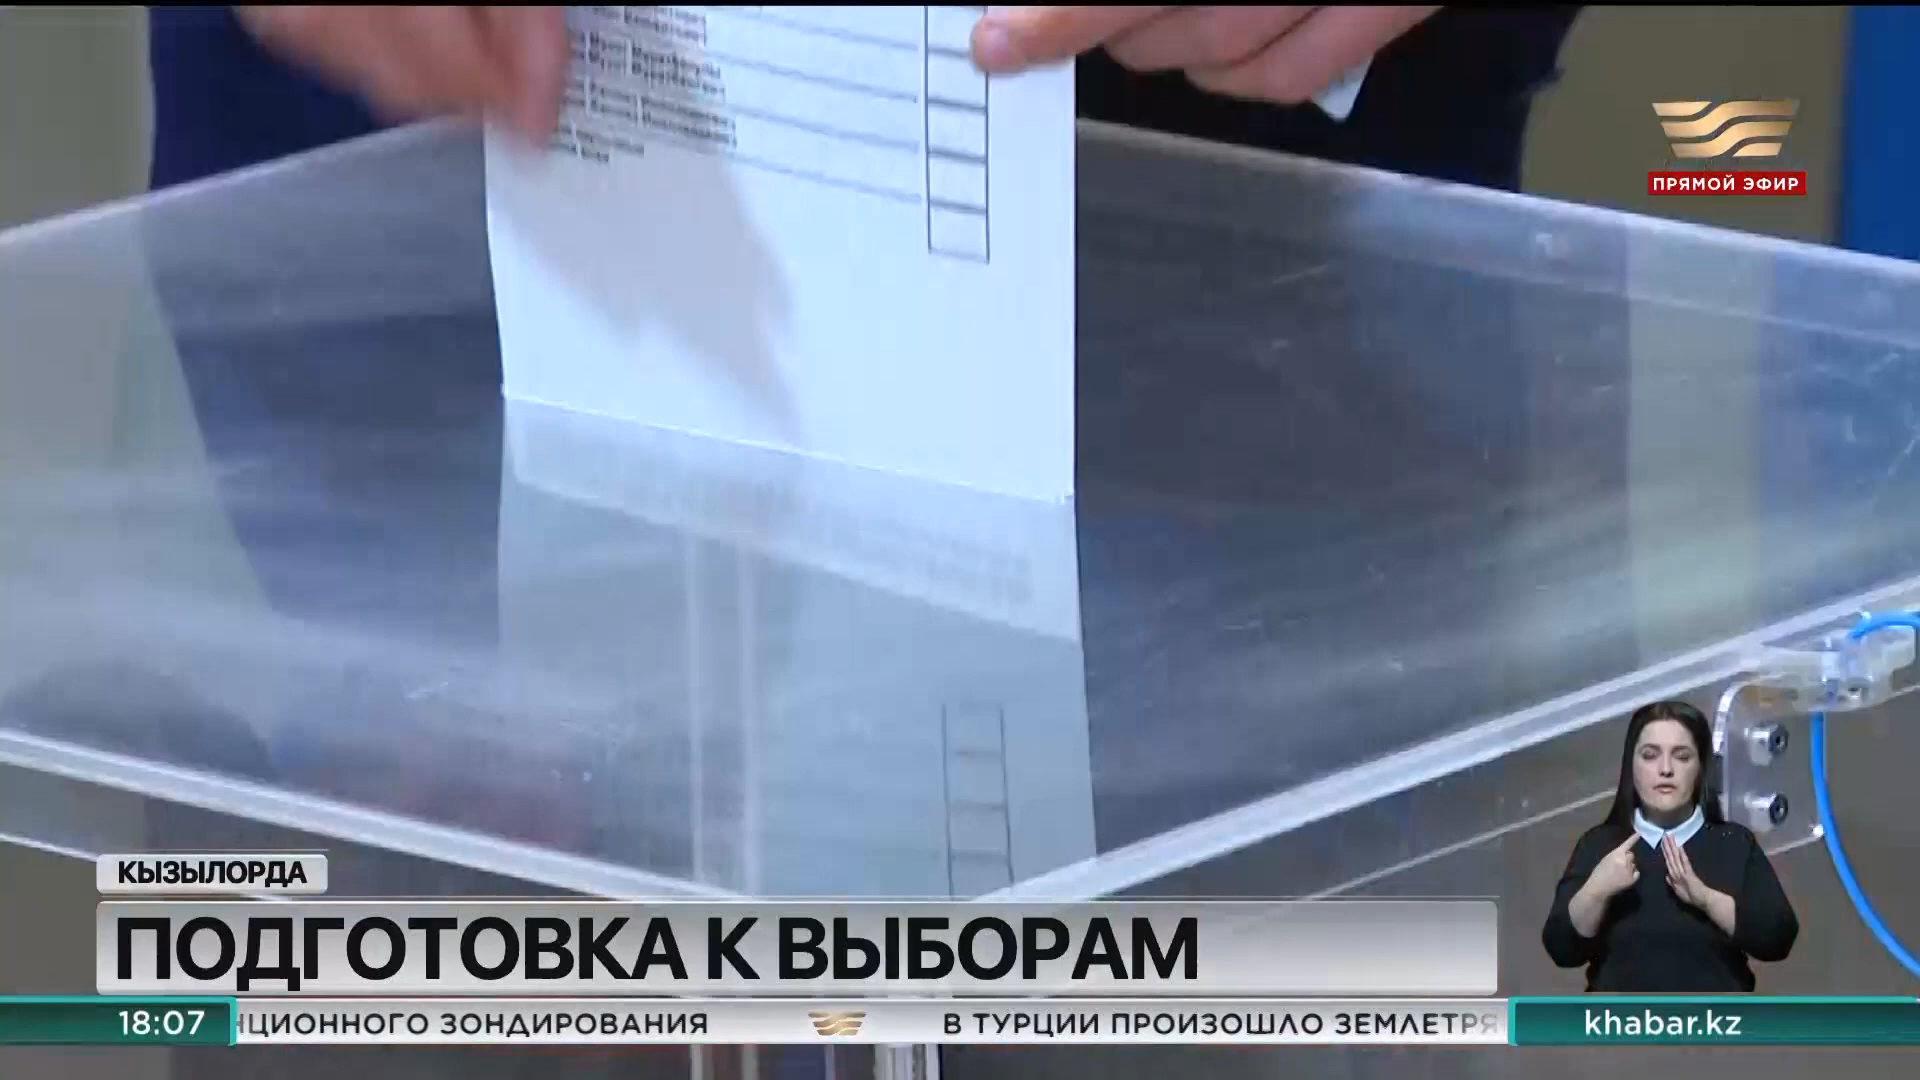 ПРЯМОЙ ЭФИР
КЫЗЫЛОРДА
ПОДГОТОВКА К ВЫБОРАМ
18:07
НЦИОННОГО ЗОНДИРОВАНИЯ
В ТУРЦИИ ПРОИЗОШЛО ЗЕМЛЕТРЯ
khabar.kz